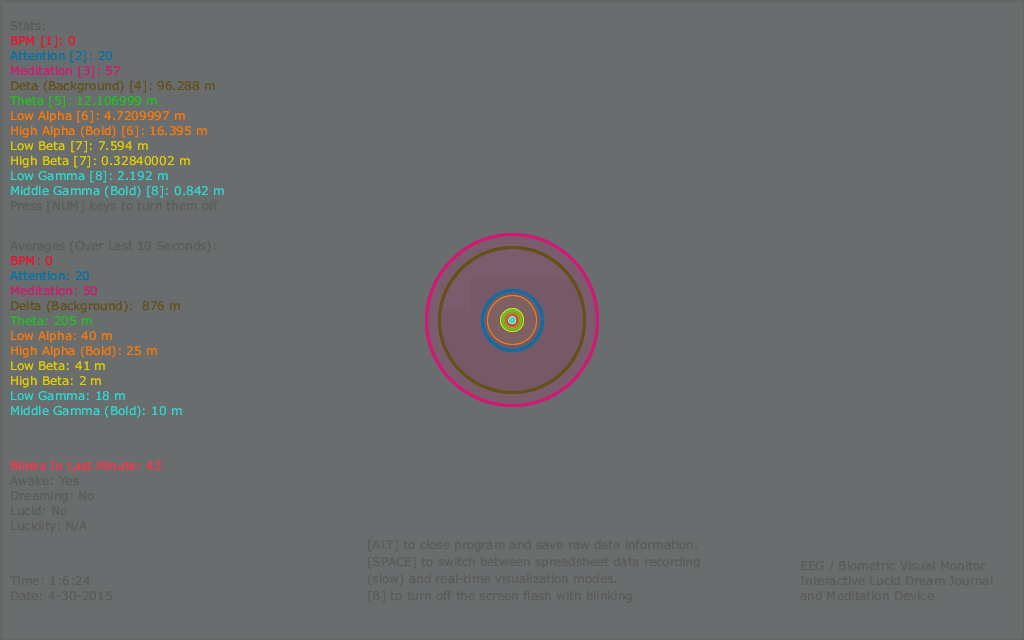 Stats:
BPM [1]: 0
Attention [2]: 20
Meditation [3]: 57
Deta (Background) [4]: 96.288 m
Theta [5]: 12.106999 m
Low Alpha [6]: 4.7209997 m
High Alpha (Bold) [6]: 16.395 m
Low Beta [7]: 7.594 m
High Beta [7]: 0.32840002 m
Low Gamma [8]: 2.192 m
Middle Gamma (Bold) [8]: 0.842 m
Press [NUM] keys to turn them off
Averages (Over Last 10 Seconds):
BPM: 0
Attention: 20
Meditation: 50
Delta (Background):  876 m
Theta: 205 m
Low Alpha: 40 m
High Alpha (Bold): 25 m
Low Beta: 41 m
High Beta: 2 m
Low Gamma: 18 m
Middle Gamma (Bold): 10 m
Blinks In Last Minute: 43
Awake: Yes
Dreaming: No
Lucid: No
Lucidity: N/A
Time: 1:6:24
Date: 4-30-2015
[ALT] to close program and save raw data information.
[SPACE] to switch between spreadsheet data recording
(slow) and real-time visualization modes.
[B] to turn off the screen flash with blinking
EEG / Biometric Visual Monitor
Interactive Lucid Dream Journal
and Meditation Device